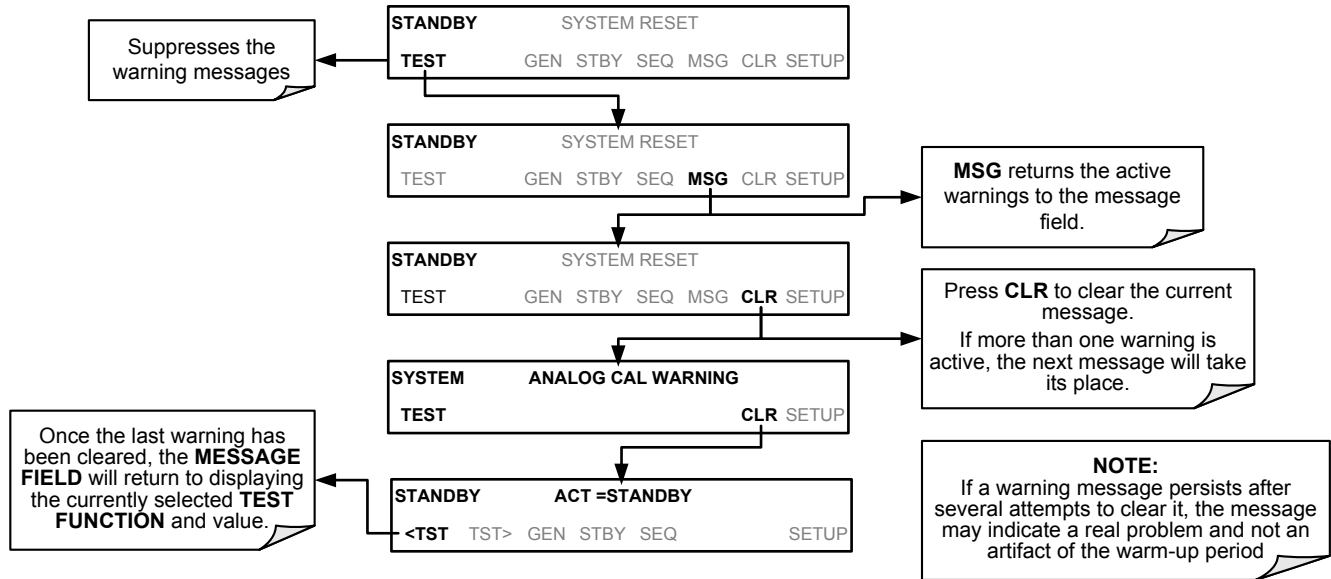 Suppresses the
warning messages
STANDBY SYSTEM RESET
TEST GEN STBY SEQ MSG CLR SETUP
STANDBY SYSTEM RESET
TEST GEN STBY SEQ MSG CLR SETUP
MSG returns the active
warnings to the message
field.
STANDBY SYSTEM RESET
TEST GEN STBY SEQ MSG CLR SETUP
Press CLR to clear the current
message.
If more than one warning is
active, the next message will take
its place.
SYSTEM ANALOG CAL WARNING
TEST CLR SETUP
Once the last warning has
been cleared, the MESSAGE
FIELD will return to displaying
the currently selected TEST
FUNCTION and value.
STANDBY ACT =STANDBY
<TST TST> GEN STBY SEQ SETUP
NOTE:
If a warning message persists after
several attempts to clear it, the message
may indicate a real problem and not an
artifact of the warm-up period